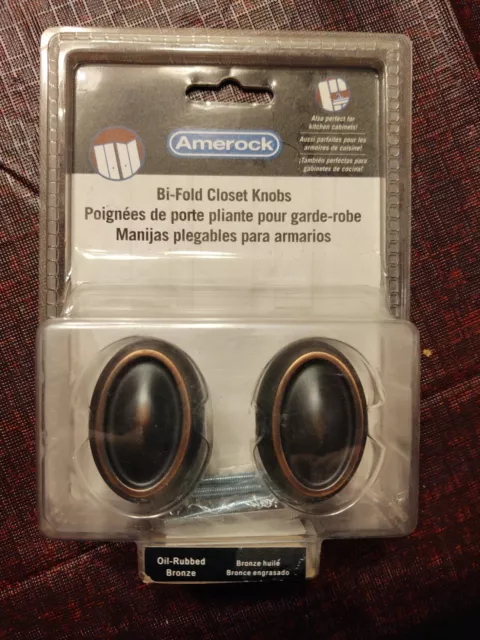 Amerock
Also perfect for
kitchen cabinets!
Aussi parfaites pour les
armoires de cuisine!
¡También perfectas para
gabinetes de cocina!
Bi-Fold Closet Knobs
Poignées de porte pliante pour garde-robe
Manijas plegables para armarios
Oil-Rubbed
Bronze
Bronze huilé
Bronce engrasado